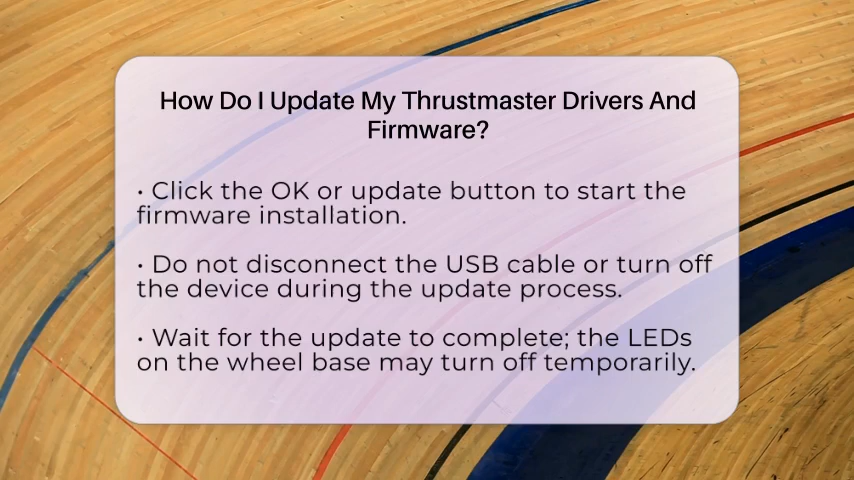 How Do I Update My Thrustmaster Drivers And
Firmware?
• Click the OK or update button to start the
firmware installation.
• Do not disconnect the USB cable or turn off
the device during the update process.
• Wait for the update to complete; the LEDs
on the wheel base may turn off temporarily.